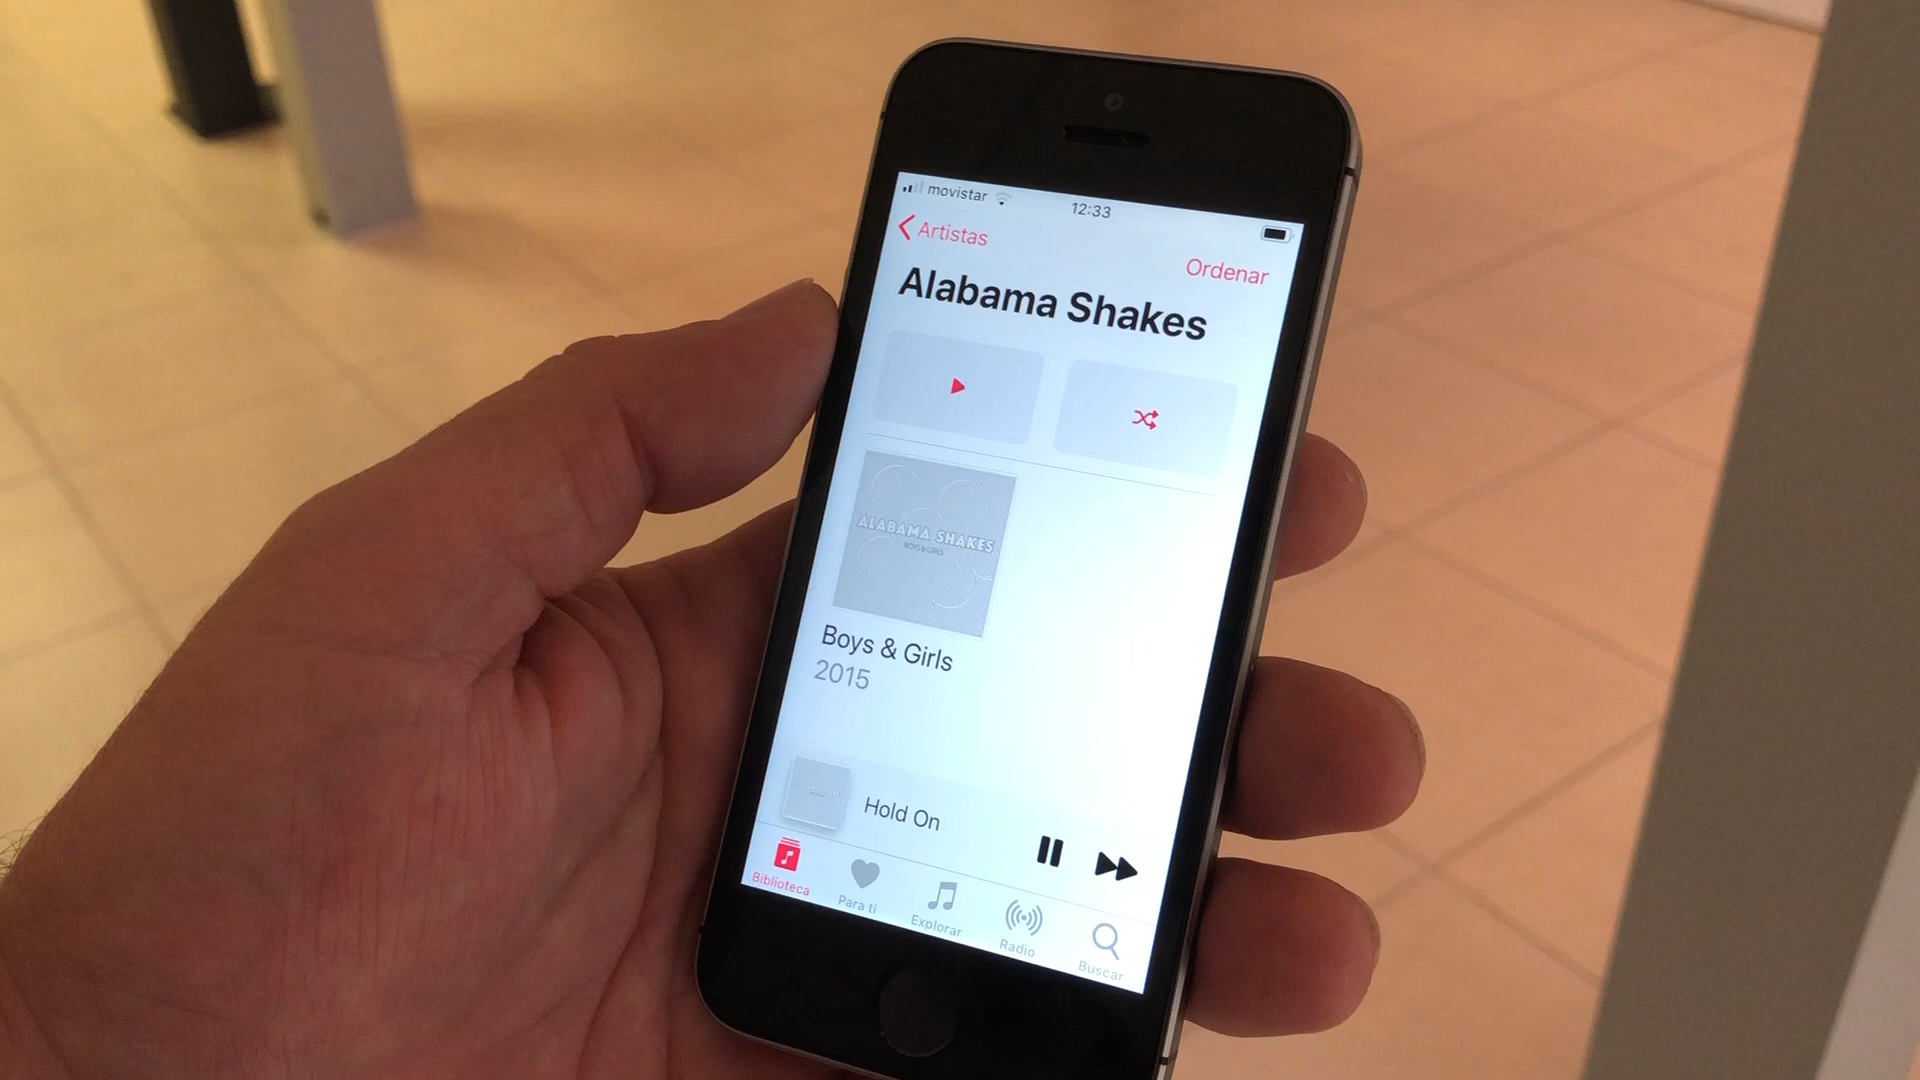 movistar
12:33
Artistas
Ordenar
Alabama Shakes
ALABAMA SHAKES
BOYS & GIRLS
Boys & Girls
2015
Hold On
Biblioteca
Para ti
Explorar
Radio
Buscar